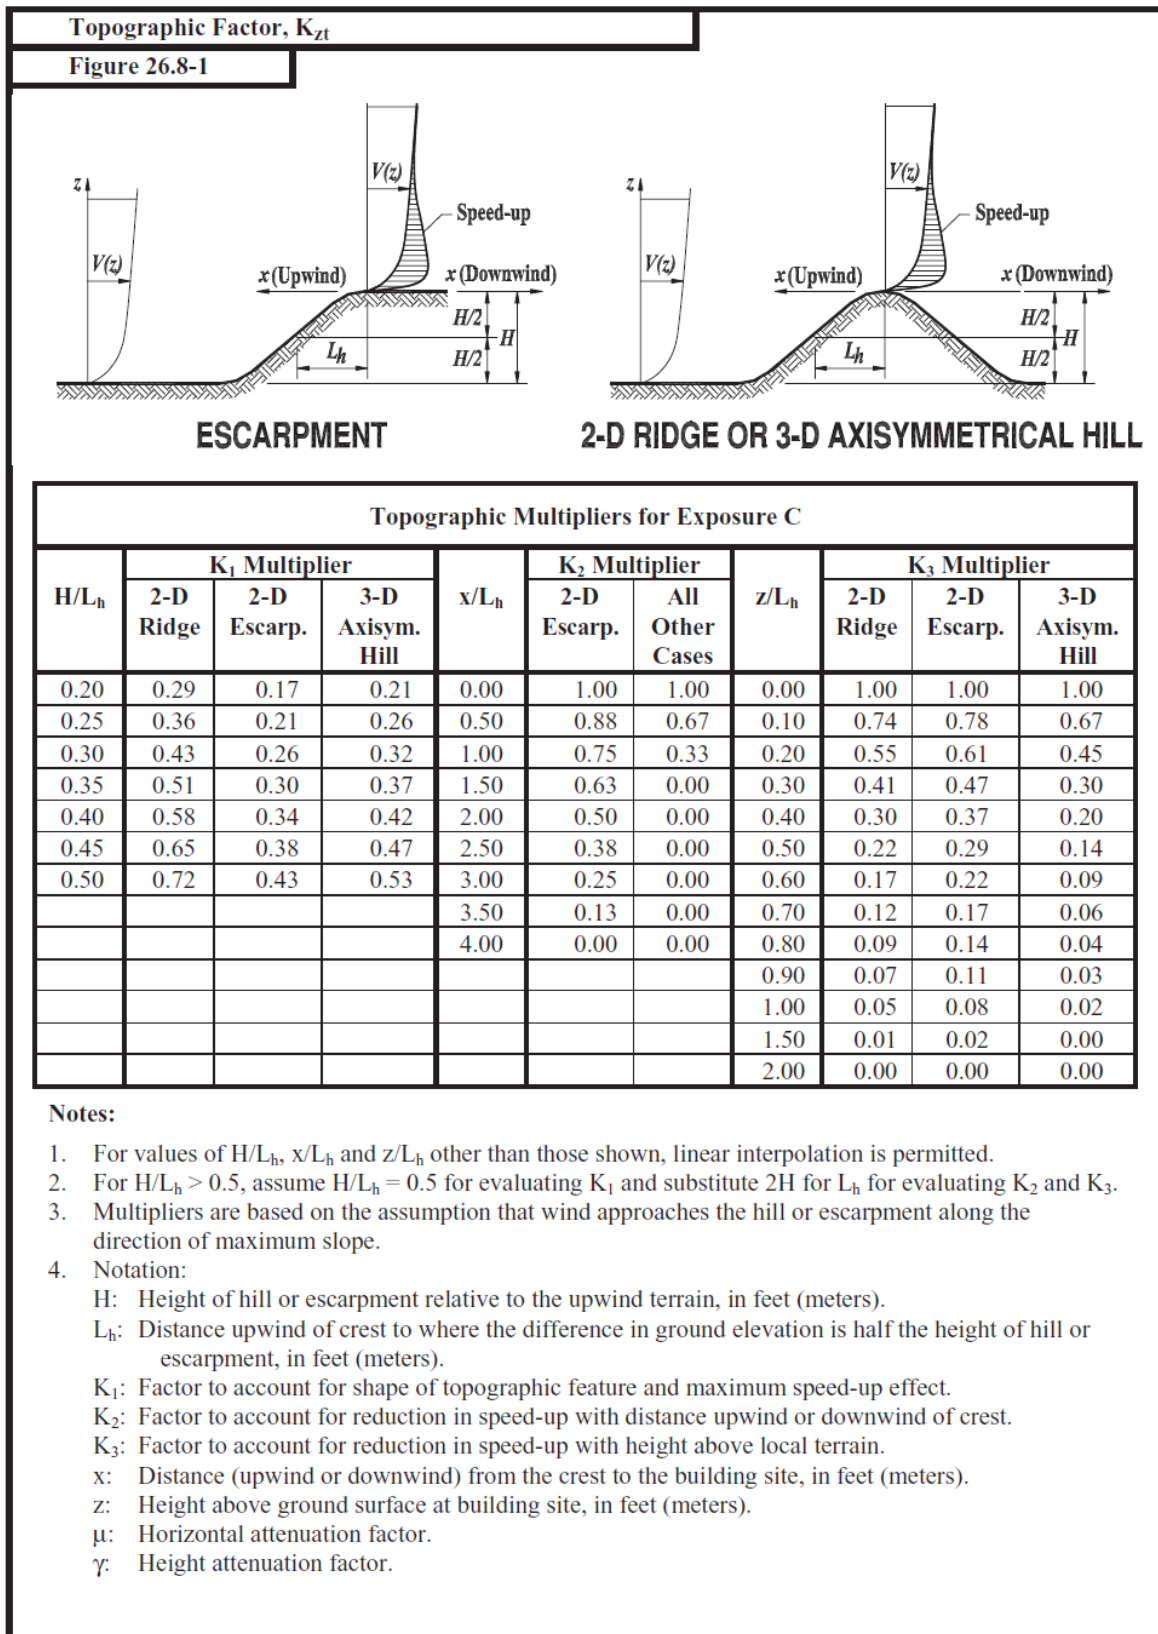 Topographic Factor, Kzt
Figure 26.8-1
z
V(z)
V(z)
Speed-up
x (Upwind)
x (Downwind)
H/2
H
H/2
Lh
ESCARPMENT
z
V(z)
V(z)
Speed-up
x (Upwind)
x (Downwind)
H/2
H
H/2
Lh
2-D RIDGE OR 3-D AXISYMMETRICAL HILL
Topographic Multipliers for Exposure C
H/Lh K1 Multiplier x/Lh K2 Multiplier z/Lh K3 Multiplier
2-D Ridge 2-D Escarp. 3-D Axisym. Hill 2-D Escarp. All Other Cases 2-D Ridge 2-D Escarp. 3-D Axisym. Hill
0.20 0.29 0.17 0.21 0.00 1.00 1.00 0.00 1.00 1.00 1.00
0.25 0.36 0.21 0.26 0.50 0.88 0.67 0.10 0.74 0.78 0.67
0.30 0.43 0.26 0.32 1.00 0.75 0.33 0.20 0.55 0.61 0.45
0.35 0.51 0.30 0.37 1.50 0.63 0.00 0.30 0.41 0.47 0.30
0.40 0.58 0.34 0.42 2.00 0.50 0.00 0.40 0.30 0.37 0.20
0.45 0.65 0.38 0.47 2.50 0.38 0.00 0.50 0.22 0.29 0.14
0.50 0.72 0.43 0.53 3.00 0.25 0.00 0.60 0.17 0.22 0.09
3.50 0.13 0.00 0.70 0.12 0.17 0.06
4.00 0.00 0.00 0.80 0.09 0.14 0.04
0.90 0.07 0.11 0.03
1.00 0.05 0.08 0.02
1.50 0.01 0.02 0.00
2.00 0.00 0.00 0.00
Notes:
1. For values of H/Lh, x/Lh and z/Lh other than those shown, linear interpolation is permitted.
2. For H/Lh > 0.5, assume H/Lh = 0.5 for evaluating K1 and substitute 2H for Lh for evaluating K2 and K3.
3. Multipliers are based on the assumption that wind approaches the hill or escarpment along the
direction of maximum slope.
4. Notation:
H: Height of hill or escarpment relative to the upwind terrain, in feet (meters).
Lh: Distance upwind of crest to where the difference in ground elevation is half the height of hill or
escarpment, in feet (meters).
K1: Factor to account for shape of topographic feature and maximum speed-up effect.
K2: Factor to account for reduction in speed-up with distance upwind or downwind of crest.
K3: Factor to account for reduction in speed-up with height above local terrain.
x: Distance (upwind or downwind) from the crest to the building site, in feet (meters).
z: Height above ground surface at building site, in feet (meters).
μ: Horizontal attenuation factor.
γ: Height attenuation factor.